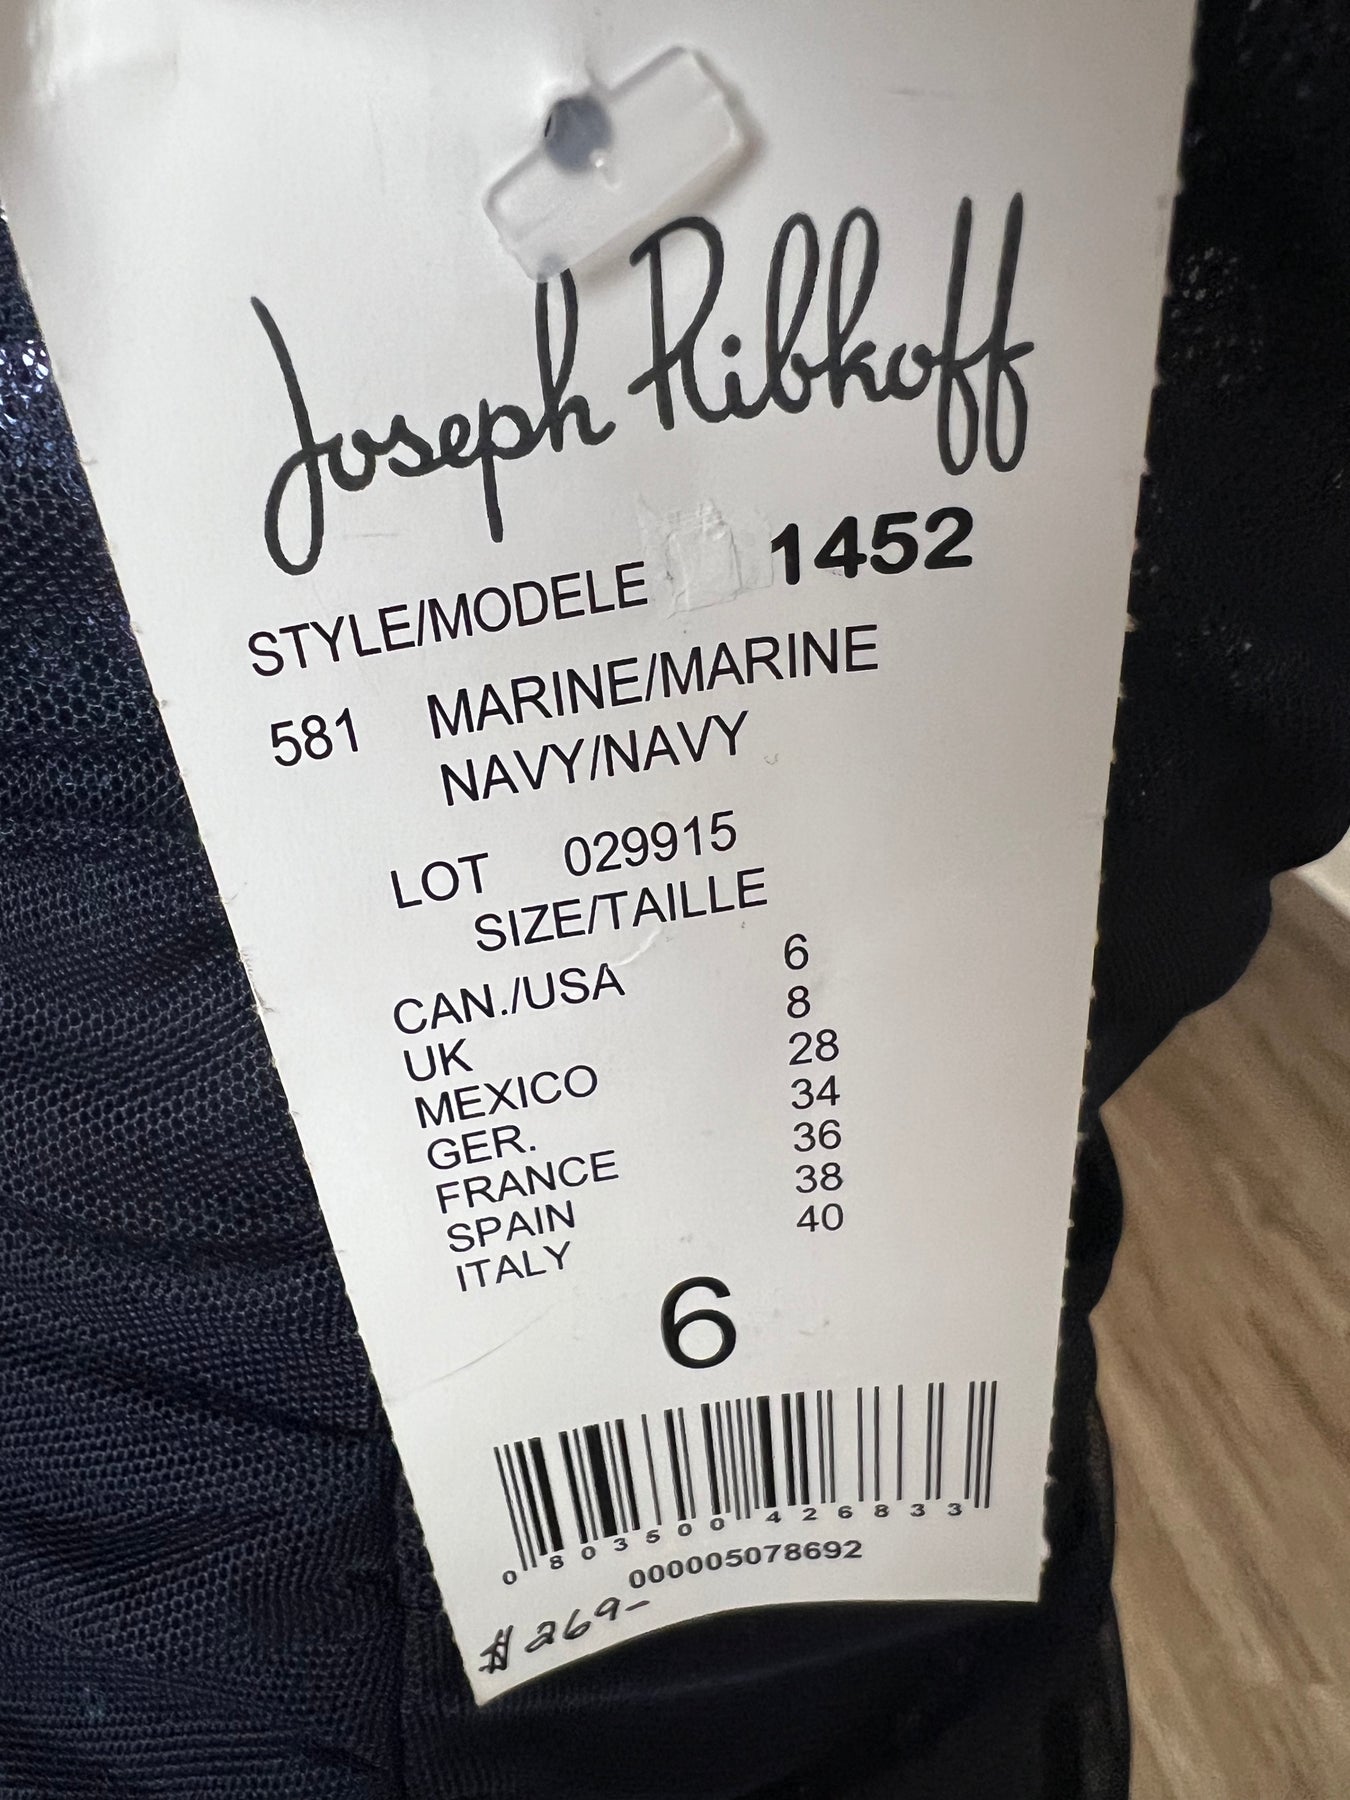 Joseph Ribkoff
STYLE/MODELE 1452
581 MARINE/MARINE
NAVY/NAVY
LOT 029915
SIZE/TAILLE
CAN./USA 6
UK 8
MEXICO 28
GER. 34
FRANCE 36
SPAIN 38
ITALY 40
6
0 803500 426833
000005078692
$269-